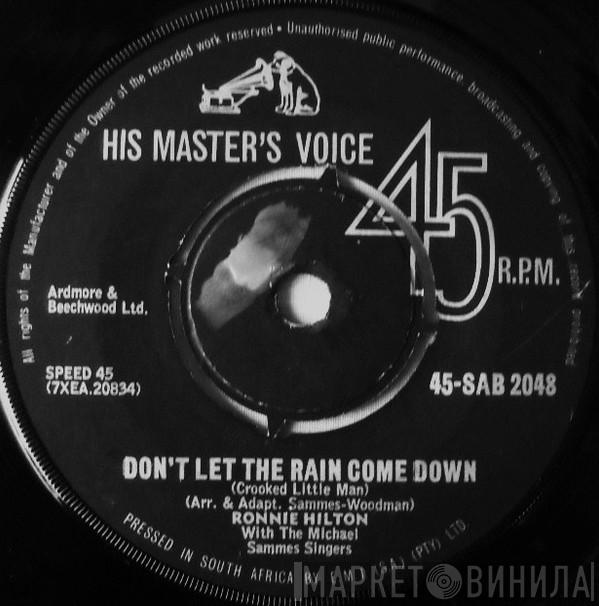 All rights of the Manufacturer and of the Owner of the recorded work reserved • Unauthorised public performance, broadcasting and copying of this record prohibited
HIS MASTER'S VOICE
45
R.P.M.
Ardmore &
Beechwood Ltd.
SPEED 45
(7XEA.20834)
45-SAB 2048
DON'T LET THE RAIN COME DOWN
(Crooked Little Man)
(Arr. & Adapt. Sammes-Woodman)
RONNIE HILTON
With The Michael
Sammes Singers
PRESSED IN SOUTH AFRICA BY E.M.I. (S.A.) (PTY) LTD
МАРКЕТ ВИНИЛА